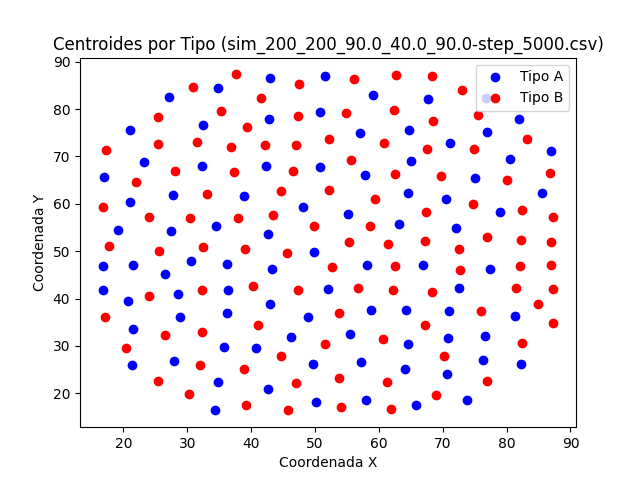 Centroides por Tipo (sim_200_200_90.0_40.0_90.0-step_5000.csv)
Tipo A
Tipo B
90
80
70
60
50
40
30
20
Coordenada Y
20 30 40 50 60 70 80 90
Coordenada X